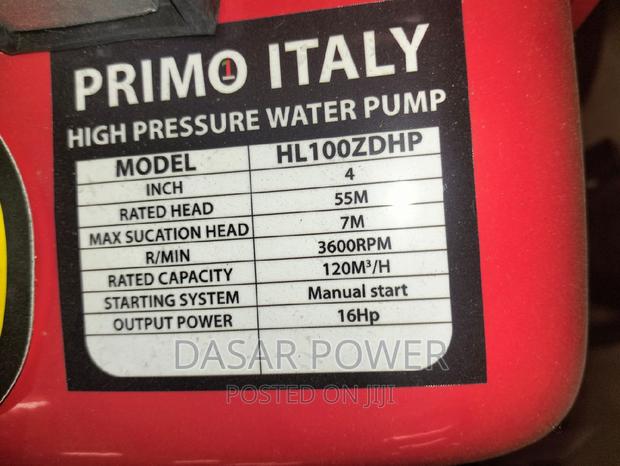 PRIMO ITALY
HIGH PRESSURE WATER PUMP
MODEL HL100ZDHP
INCH 4
RATED HEAD 55M
MAX SUCATION HEAD 7M
R/MIN 3600RPM
RATED CAPACITY 120M³/H
STARTING SYSTEM Manual start
OUTPUT POWER 16Hp
DASAR POWER
POSTED ON JIJI